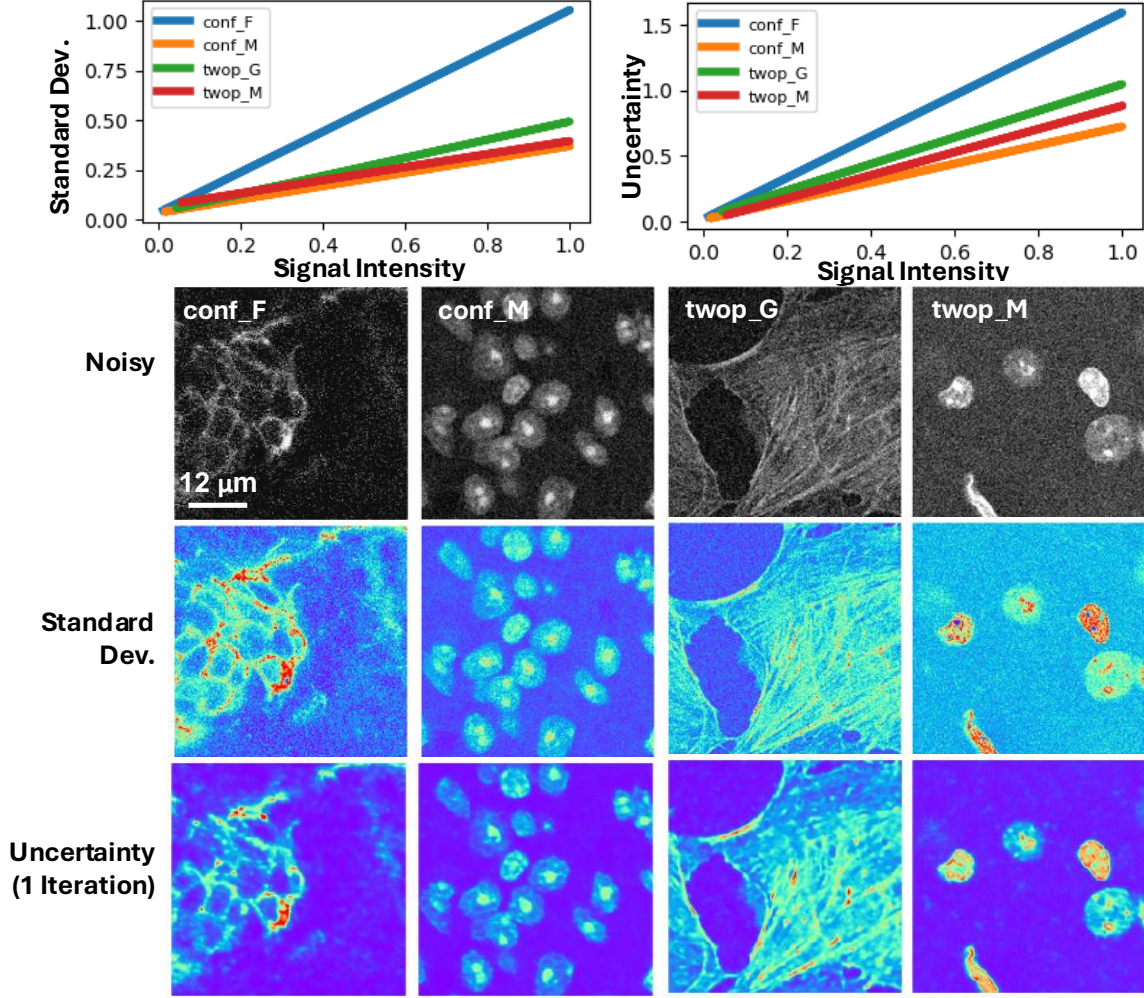 Standard Dev.
1.00
0.75
0.50
0.25
0.00
conf_F
conf_M
twop_G
twop_M
0.0 0.2 0.4 0.6 0.8 1.0
Signal Intensity
Uncertainty
1.5
1.0
0.5
0.0
conf_F
conf_M
twop_G
twop_M
0.0 0.2 0.4 0.6 0.8 1.0
Signal Intensity
conf_F conf_M twop_G twop_M
Noisy
12 μm
Standard
Dev.
Uncertainty
(1 Iteration)